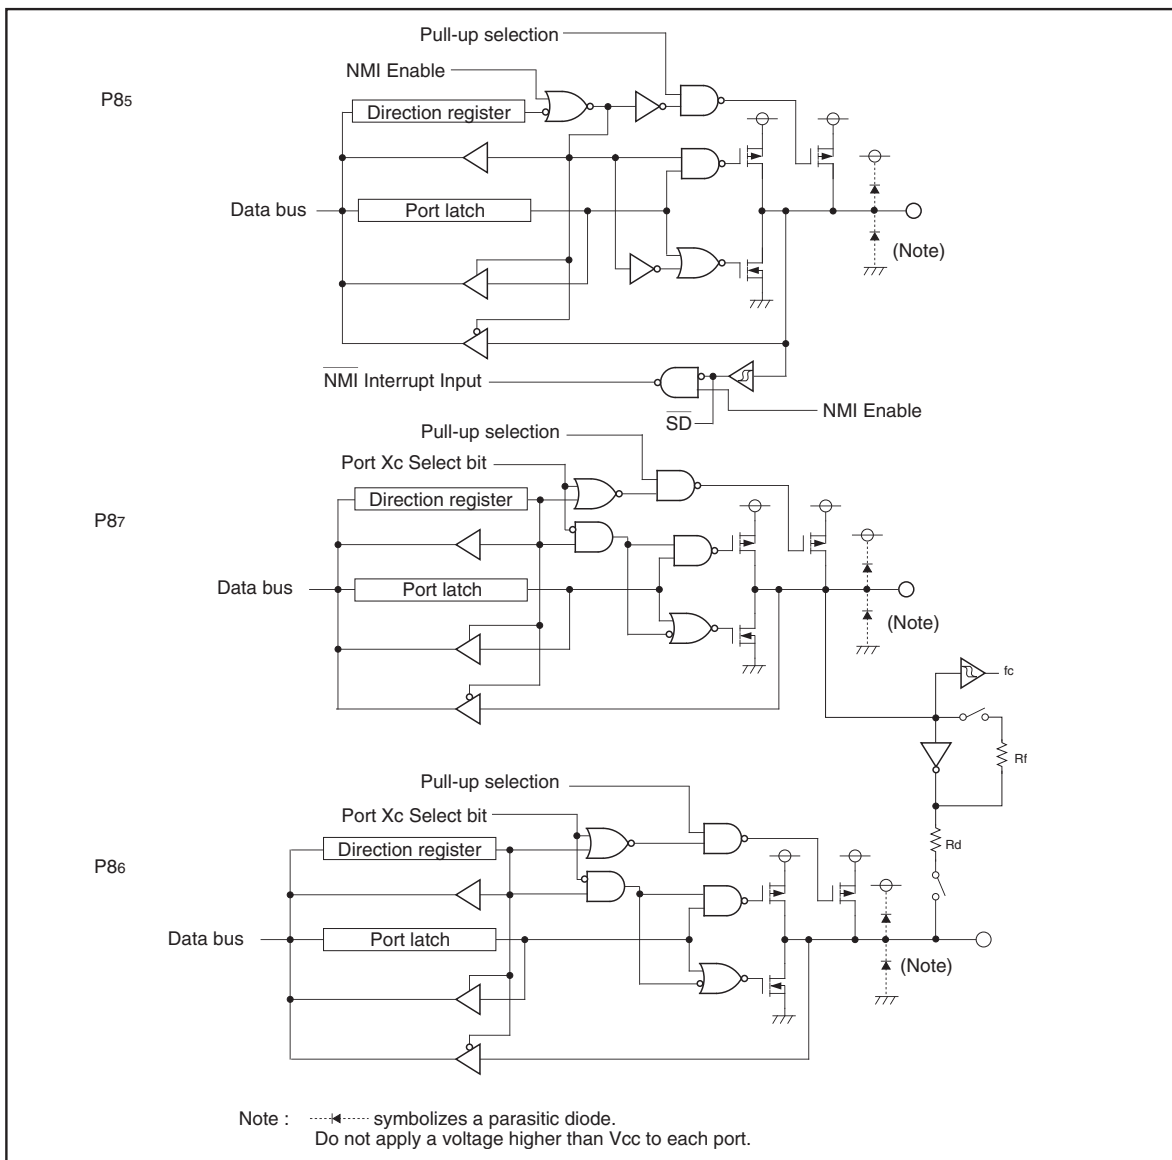 Pull-up selection
NMI Enable
P85
Direction register
Data bus
Port latch
(Note)
NMI Interrupt Input
NMI Enable
SD
Pull-up selection
Port Xc Select bit
Direction register
P87
Data bus
Port latch
(Note)
fc
Rf
Pull-up selection
Port Xc Select bit
Direction register
Rd
P86
Data bus
Port latch
(Note)
Note : symbolizes a parasitic diode.
Do not apply a voltage higher than Vcc to each port.